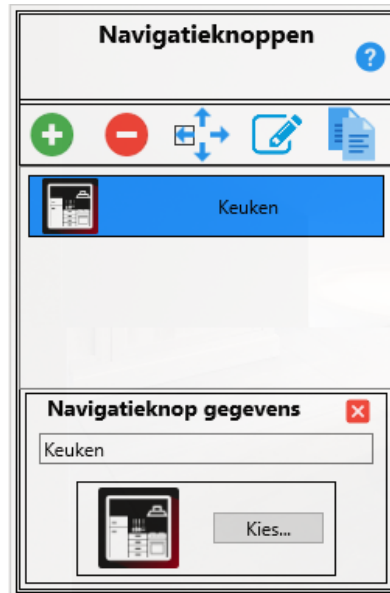 Navigatieknoppen
?
Keuken
Navigatieknop gegevens
Keuken
Kies...